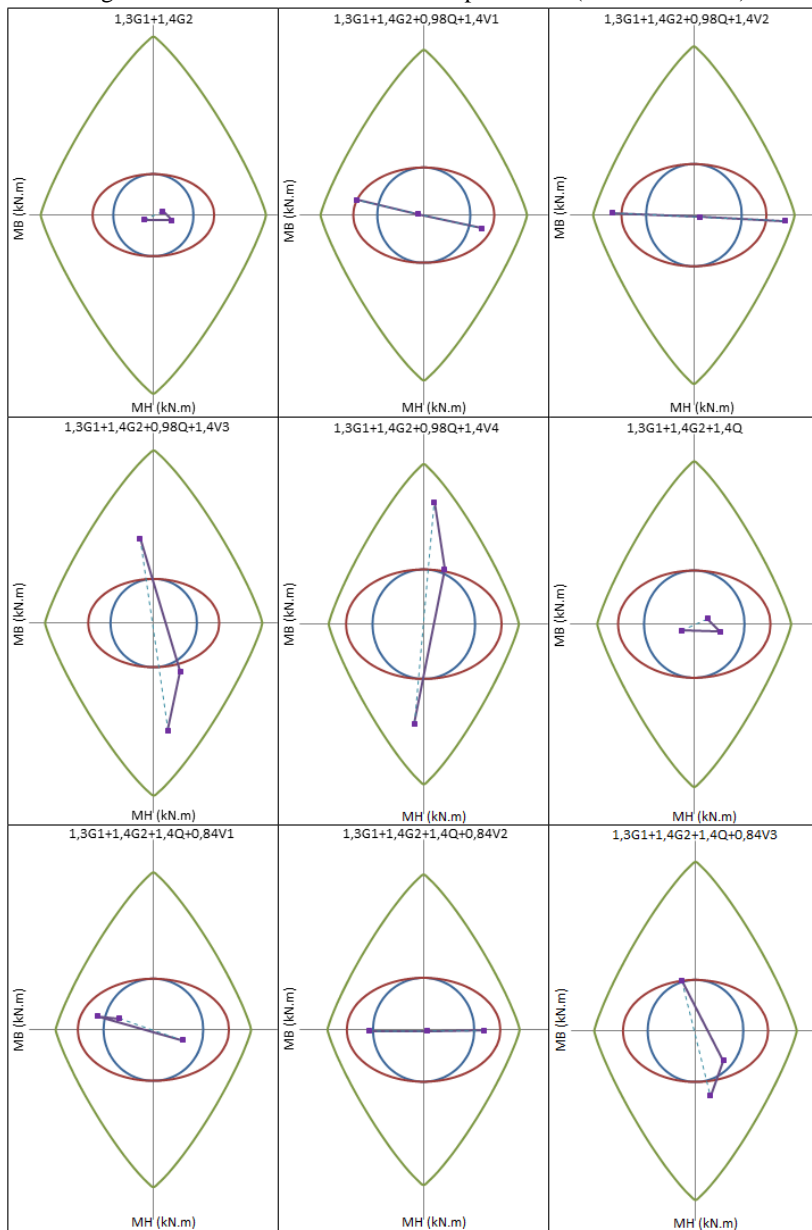 1,3G1+1,4G2
1,3G1+1,4G2+0,98Q+1,4V1
1,3G1+1,4G2+0,98Q+1,4V2
MB (kN.m)
MB (kN.m)
MB (kN.m)
MH (kN.m)
MH (kN.m)
MH (kN.m)
1,3G1+1,4G2+0,98Q+1,4V3
1,3G1+1,4G2+0,98Q+1,4V4
1,3G1+1,4G2+1,4Q
MB (kN.m)
MB (kN.m)
MB (kN.m)
MH (kN.m)
MH (kN.m)
MH (kN.m)
1,3G1+1,4G2+1,4Q+0,84V1
1,3G1+1,4G2+1,4Q+0,84V2
1,3G1+1,4G2+1,4Q+0,84V3
MB (kN.m)
MB (kN.m)
MB (kN.m)
MH (kN.m)
MH (kN.m)
MH (kN.m)